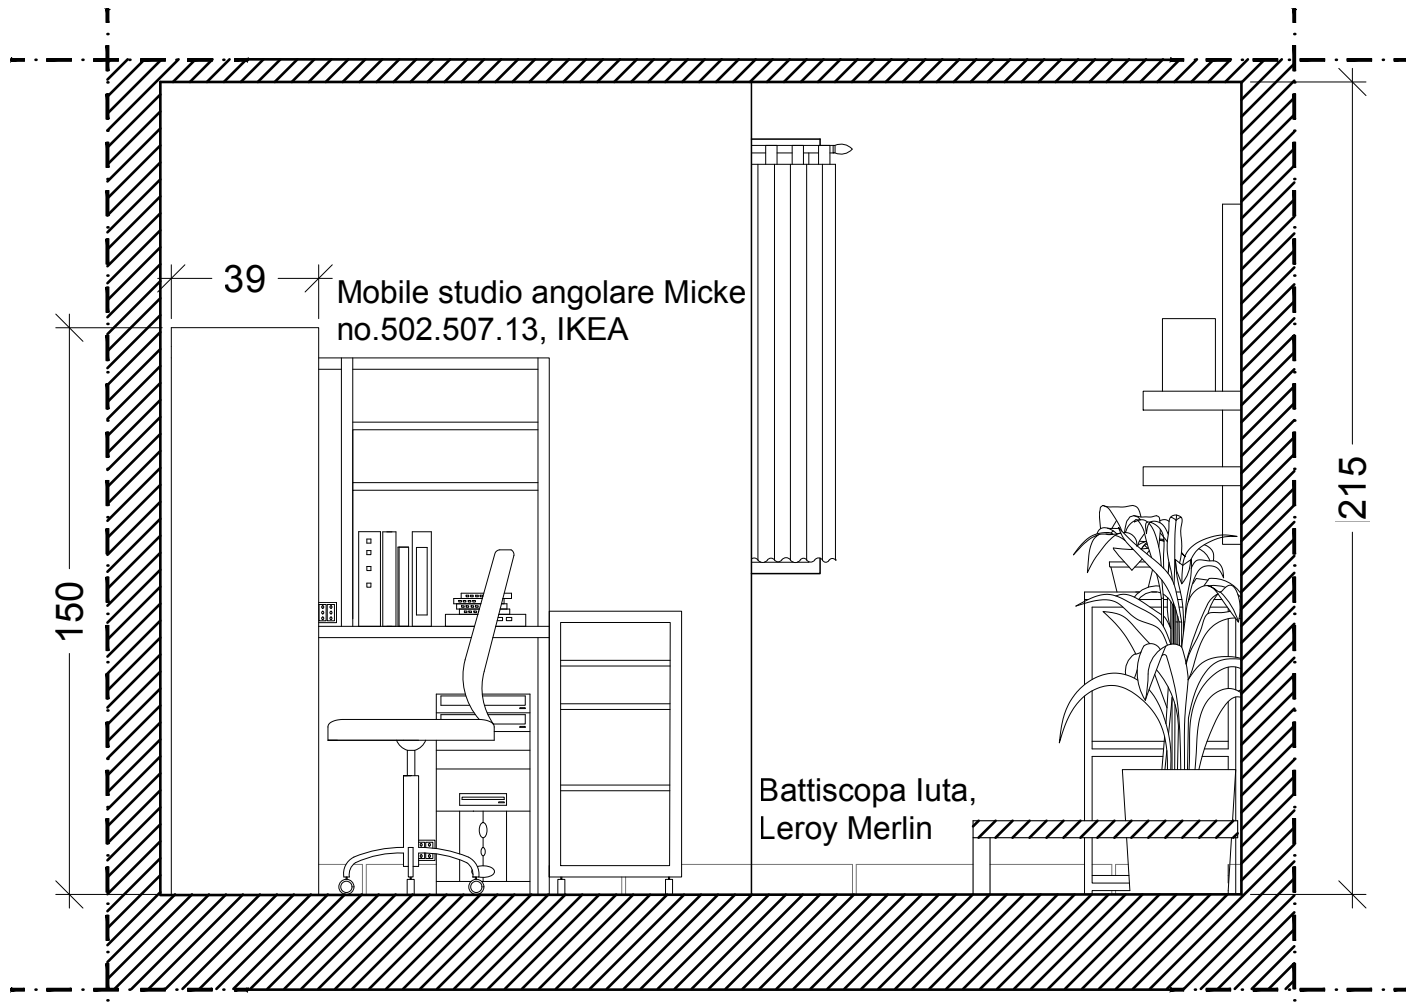 39
Mobile studio angolare Micke
no.502.507.13, IKEA
215
150
Battiscopa Iuta,
Leroy Merlin